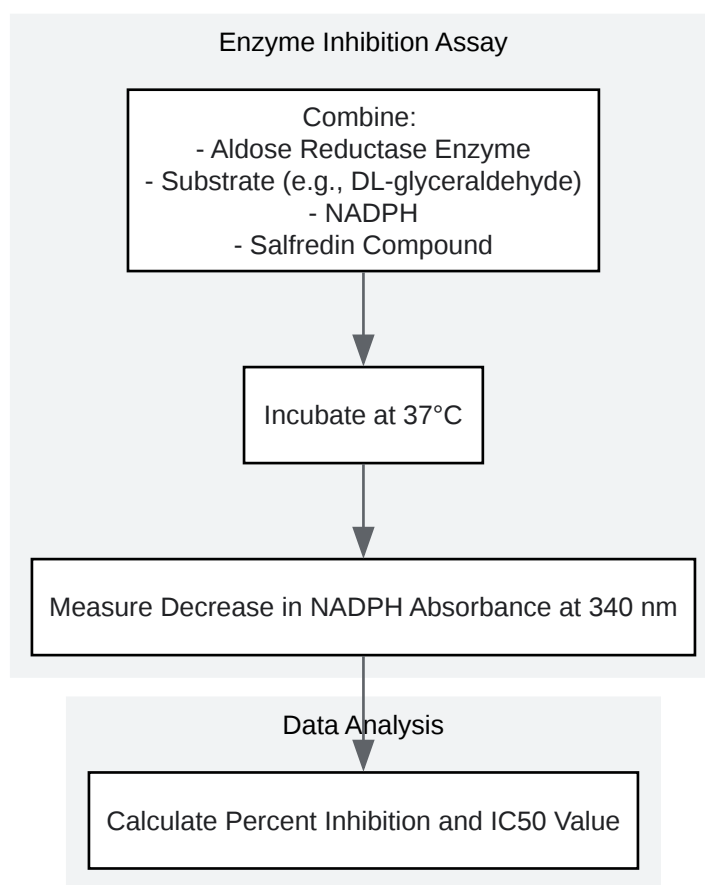 Enzyme Inhibition Assay
Combine:
- Aldose Reductase Enzyme
- Substrate (e.g., DL-glyceraldehyde)
- NADPH
- Salfredin Compound
Incubate at 37°C
Measure Decrease in NADPH Absorbance at 340 nm
Data Analysis
Calculate Percent Inhibition and IC50 Value